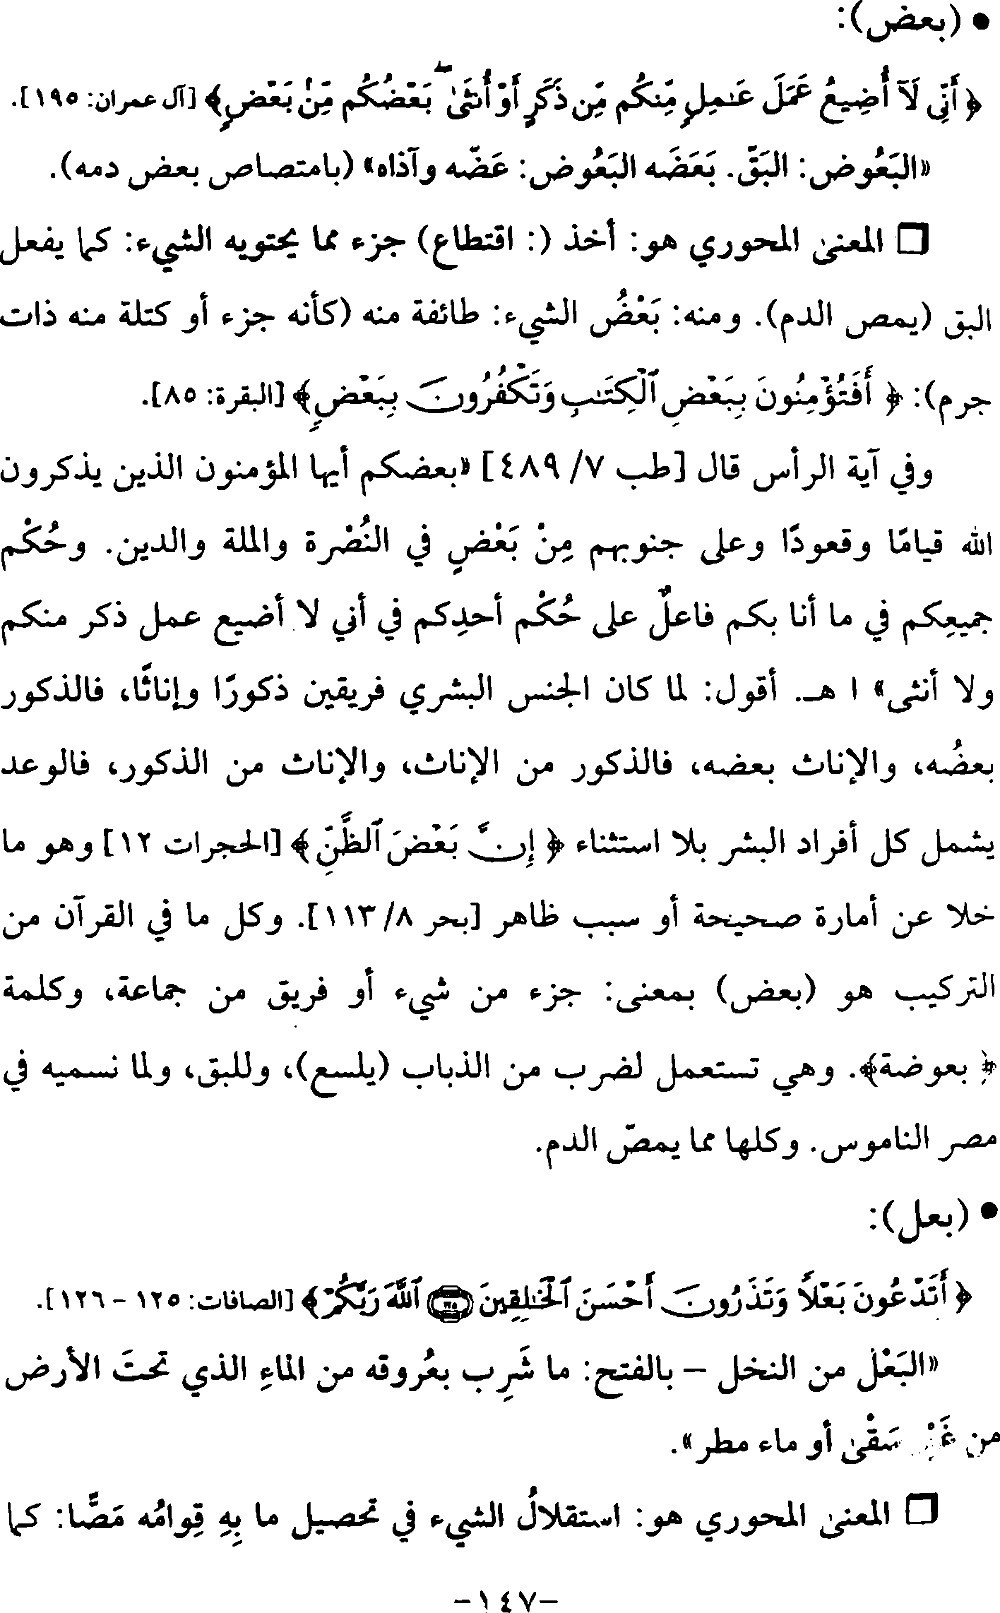 • (بعض):
﴿ أَنِّي لَآ أُضِيعُ عَمَلَ عَٰمِلٍ مِّنكُم مِّن ذَكَرٍ أَوْ أُنثَىٰ ۖ بَعْضُكُم مِّنۢ بَعْضٍ﴾ [آل عمران: ١٩٥].
«البَعُوض: البَقّ. بَعَضَه البَعُوض: عَضّه وآذاه» (بامتصاص بعض دمه).
❒ المعنىٰ المحوري هو: أخذ (: اقتطاع) جزء مما يحتويه الشيء: كما يفعل
البق (يمص الدم). ومنه: بَعْضُ الشيء: طائفة منه (كأنه جزء أو كتلة منه ذات
جرم): ﴿ أَفَتُؤْمِنُونَ بِبَعْضِ ٱلْكِتَٰبِ وَتَكْفُرُونَ بِبَعْضٍ﴾ [البقرة: ٨٥].
وفي آية الرأس قال [طب ٧/ ٤٨٩] «بعضكم أيها المؤمنون الذين يذكرون
الله قيامًا وقعودًا وعلى جنوبهم مِنْ بَعْضٍ في النُصْرة والملة والدين. وحُكْم
جميعِكم في ما أنا بكم فاعلٌ على حُكْم أحدِكم في أني لا أضيع عمل ذكر منكم
ولا أنثى» ا هـ. أقول: لما كان الجنس البشري فريقين ذكورًا وإناثًا، فالذكور
بعضُه، والإناث بعضه، فالذكور من الإناث، والإناث من الذكور، فالوعد
يشمل كل أفراد البشر بلا استثناء ﴿ إِنَّ بَعْضَ ٱلظَّنِّ﴾ [الحجرات ١٢] وهو ما
خلا عن أمارة صحيحة أو سبب ظاهر [بحر ٨/ ١١٣]. وكل ما في القرآن من
التركيب هو (بعض) بمعنى: جزء من شيء أو فريق من جماعة، وكلمة
﴿ بعوضة﴾. وهي تستعمل لضرب من الذباب (يلسع)، وللبق، ولما نسميه في
مصر الناموس. وكلها مما يمصّ الدم.
• (بعل):
﴿ أَتَدْعُونَ بَعْلًا وَتَذَرُونَ أَحْسَنَ ٱلْخَٰلِقِينَ ۝١٢٥ ٱللَّهَ رَبَّكُمْ﴾ [الصافات: ١٢٥ - ١٢٦].
«البَعْل من النخل – بالفتح: ما شَرِب بعُروقه من الماءِ الذي تحتَ الأرض
من غَيْر سَقْىٰ أو ماء مطر».
❒ المعنىٰ المحوري هو: استقلالُ الشيء في تحصيل ما بِهِ قِوامُه مَصًّا: كما
-١٤٧-